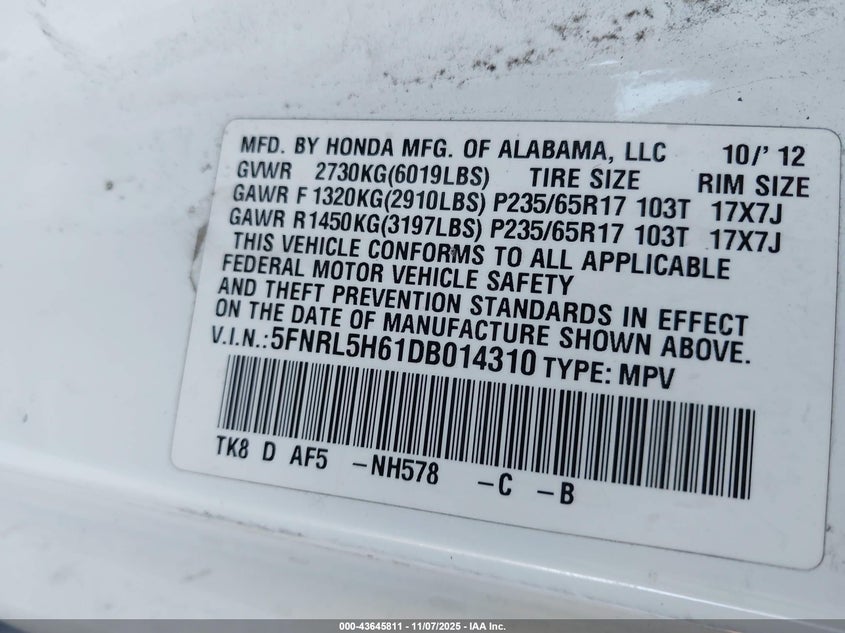 MFD. BY HONDA MFG. OF ALABAMA, LLC 10/' 12
GVWR 2730KG(6019LBS) TIRE SIZE RIM SIZE
GAWR F 1320KG(2910LBS) P235/65R17 103T 17X7J
GAWR R1450KG(3197LBS) P235/65R17 103T 17X7J
THIS VEHICLE CONFORMS TO ALL APPLICABLE
FEDERAL MOTOR VEHICLE SAFETY
AND THEFT PREVENTION STANDARDS IN EFFECT
ON THE DATE OF MANUFACTURE SHOWN ABOVE.
V.I.N.:5FNRL5H61DB014310 TYPE: MPV
TK8 D AF5 -NH578 -C -B
000-43645811 - 11/07/2025 - IAA Inc.